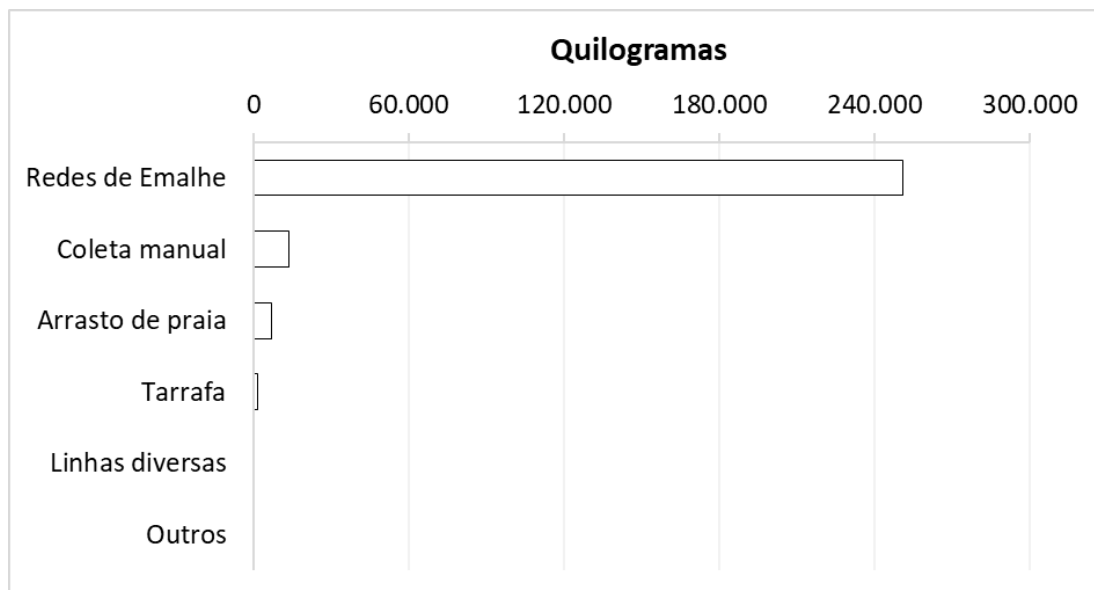 Quilogramas
0 60.000 120.000 180.000 240.000 300.000
Redes de Emalhe
Coleta manual
Arrasto de praia
Tarrafa
Linhas diversas
Outros